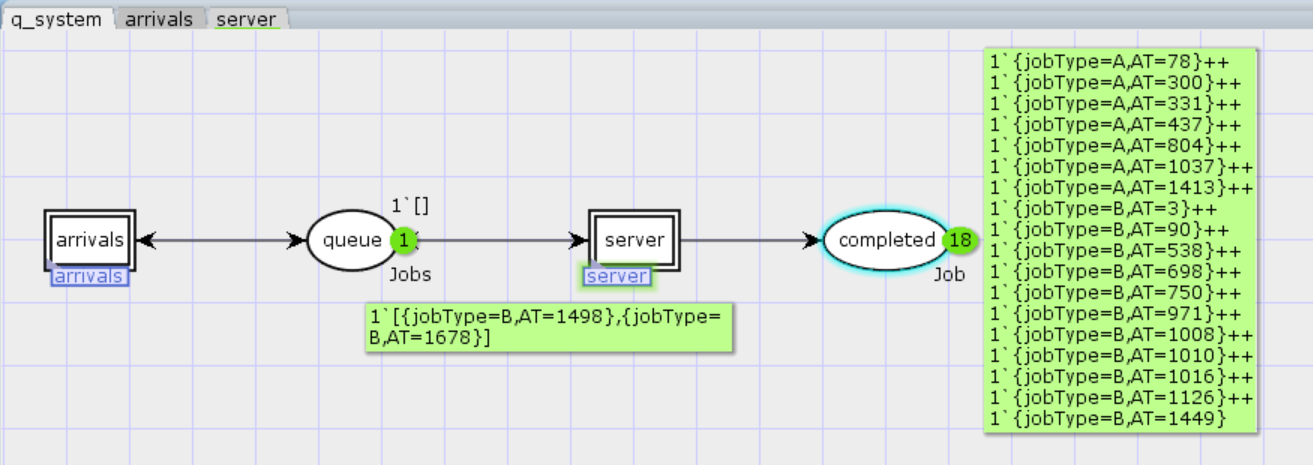 q_system arrivals server
1`{jobType=A,AT=78}++
1`{jobType=A,AT=300}++
1`{jobType=A,AT=331}++
1`{jobType=A,AT=437}++
1`{jobType=A,AT=804}++
1`{jobType=A,AT=1037}++
1`{jobType=A,AT=1413}++
1`{jobType=B,AT=3}++
1`{jobType=B,AT=90}++
1`{jobType=B,AT=538}++
1`{jobType=B,AT=698}++
1`{jobType=B,AT=750}++
1`{jobType=B,AT=971}++
1`{jobType=B,AT=1008}++
1`{jobType=B,AT=1010}++
1`{jobType=B,AT=1016}++
1`{jobType=B,AT=1126}++
1`{jobType=B,AT=1449}
1`[]
arrivals
queue
1
server
completed
18
arrivals
Jobs
server
Job
1`[{jobType=B,AT=1498},{jobType=
B,AT=1678}]